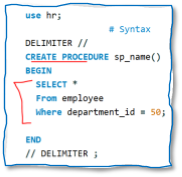 use hr;
# Syntax
DELIMITER //
CREATE PROCEDURE sp_name()
BEGIN
SELECT *
From employee
Where department_id = 50;
END
// DELIMITER ;